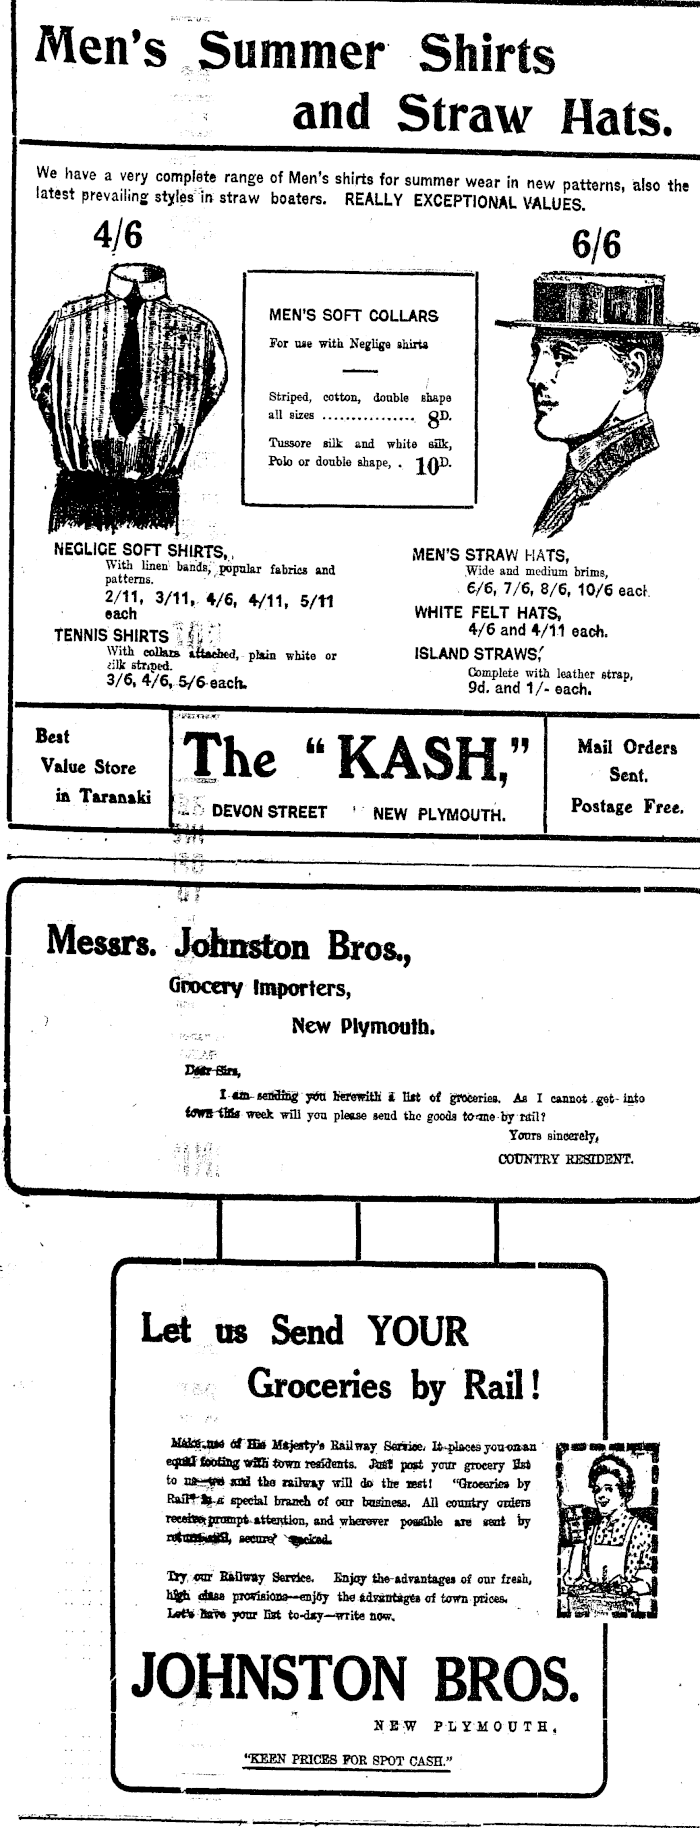 Men's Summer Shirts
and Straw Hats.
We have a very complete range of Men's shirts for summer wear in new patterns, also the
latest prevailing styles in straw boaters. REALLY EXCEPTIONAL VALUES.
4/6
6/6
MEN'S SOFT COLLARS
For use with Neglige shirts
Striped, cotton, double shape
all sizes ................ 8D.
Tussore silk and white silk,
Polo or double shape, . 10D.
NEGLIGE SOFT SHIRTS,
With linen bands, popular fabrics and
patterns.
2/11, 3/11, 4/6, 4/11, 5/11
each
TENNIS SHIRTS
With collars attached, plain white or
silk striped.
3/6, 4/6, 5/6 each.
MEN'S STRAW HATS,
Wide and medium brims,
6/6, 7/6, 8/6, 10/6 each.
WHITE FELT HATS,
4/6 and 4/11 each.
ISLAND STRAWS,
Complete with leather strap,
9d. and 1/- each.
Best
Value Store
in Taranaki
The "KASH,"
DEVON STREET NEW PLYMOUTH.
Mail Orders
Sent.
Postage Free.
Messrs. Johnston Bros.,
Grocery Importers,
New Plymouth.
Dear Sirs,
I am sending you herewith a list of groceries. As I cannot get into
town this week will you please send the goods to me by rail?
Yours sincerely,
COUNTRY RESIDENT.
Let us Send YOUR
Groceries by Rail!
Make use of His Majesty's Railway Service. It places you on an
equal footing with town residents. Just post your grocery list
to us—we and the railway will do the rest! "Groceries by
Rail" is a special branch of our business. All country orders
receive prompt attention, and wherever possible are sent by
return rail, securely packed.
Try our Railway Service. Enjoy the advantages of our fresh,
high class provisions—enjoy the advantages of town prices.
Let's have your list to-day—write now.
JOHNSTON BROS.
NEW PLYMOUTH.
"KEEN PRICES FOR SPOT CASH."